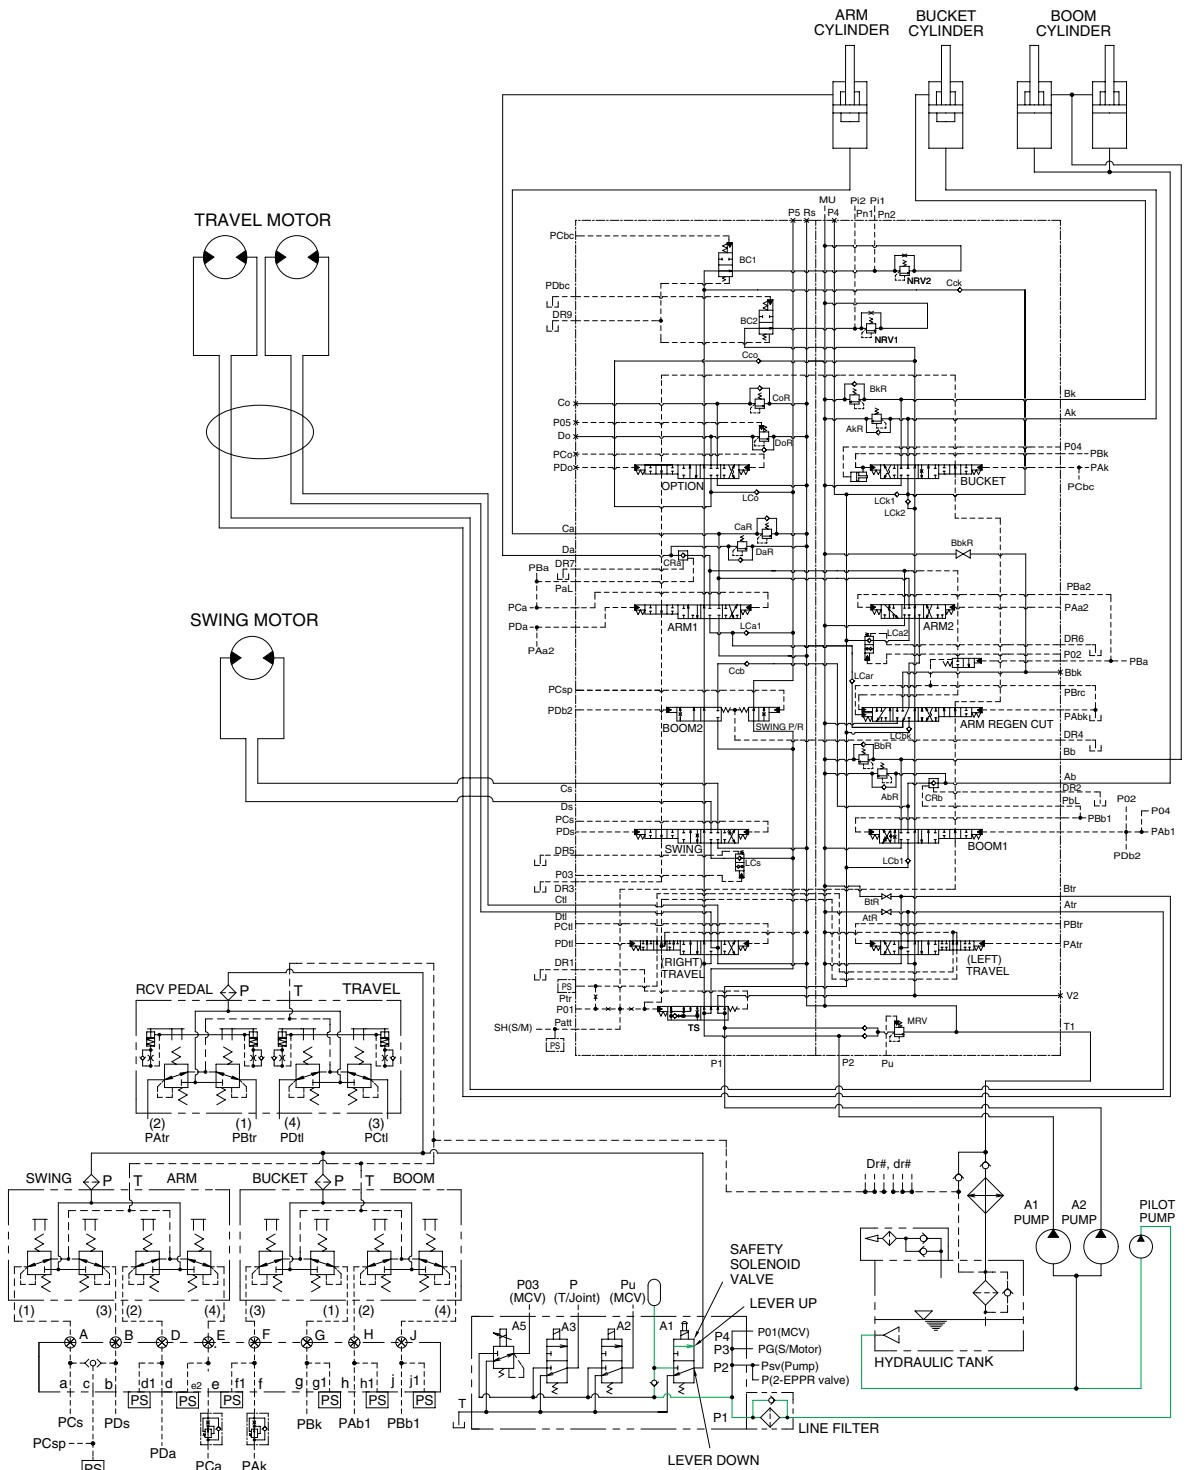 ARM
CYLINDER
BUCKET
CYLINDER
BOOM
CYLINDER
TRAVEL MOTOR
SWING MOTOR
P5 Rs
MU
P4
Pi2
Pn1
Pi1
Pn2
PCbc
BC1
NRV2
Cck
PDbc
DR9
BC2
NRV1
Cco
Co
CoR
BkR
Bk
P05
AkR
Ak
Do
DoR
PCo
P04
PDo
PBk
PAk
OPTION
BUCKET
PCbc
LCo
LCk1
LCk2
Ca
CaR
DaR
BbkR
Da
CRa
DR7
PBa
PaL
PBa2
PCa
PAa2
ARM1
ARM2
PDa
PAa2
LCa1
LCa2
DR6
P02
PBa
Ccb
LCar
Bbk
PCsp
PBrc
PDb2
PAbk
BOOM2
SWING P/R
ARM REGEN CUT
LCbk
DR4
BbR
Bb
Ab
AbR
CRb
DR2
PbL
P02
P04
Cs
Ds
PCs
PBb1
PDs
PAb1
SWING
BOOM1
PDb2
DR5
LCs
LCb1
P03
DR3
Btr
Ctl
BtR
Atr
Dtl
AtR
PCtl
PBtr
PDtl
PAtr
(RIGHT)
TRAVEL
(LEFT)
TRAVEL
DR1
PS
Ptr
V2
P01
Patt
TS
MRV
T1
SH(S/M)
PS
P1
P2
Pu
RCV PEDAL
P
T
TRAVEL
(2)
PAtr
(1)
PBtr
(4)
PDtl
(3)
PCtl
SWING
P
T
ARM
BUCKET
P
T
BOOM
(1)
(3)
(2)
(4)
(3)
(1)
(2)
(4)
A
B
D
E
F
G
H
J
a
c
b
d1
d
e2
e
f1
f
g
g1
h
h1
j
j1
PS
PS
PS
PS
PS
PS
PCs
PDs
PBk
PAb1
PBb1
PCsp
PDa
PS
PCa
PAk
Dr#, dr#
A1
PUMP
A2
PUMP
PILOT
PUMP
HYDRAULIC TANK
SAFETY
SOLENOID
VALVE
LEVER UP
P03
(MCV)
P
(T/Joint)
Pu
(MCV)
A5
A3
A2
A1
P4
P3
P2
P01(MCV)
PG(S/Motor)
Psv(Pump)
P(2-EPPR valve)
T
P1
LINE FILTER
LEVER DOWN